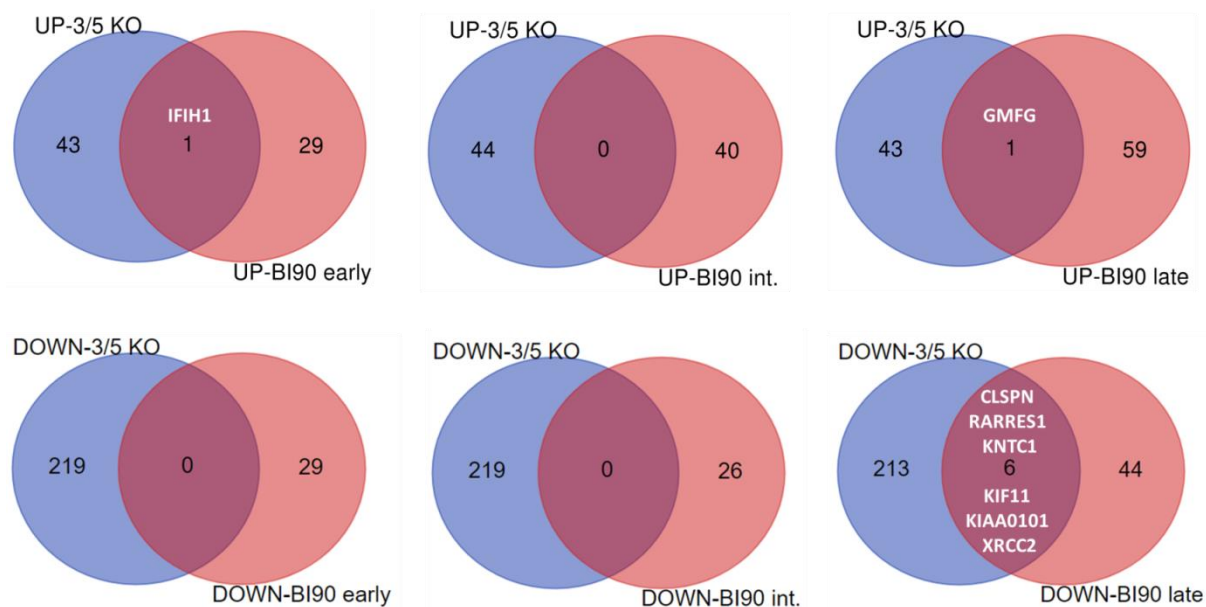 UP-3/5 KO
IFIH1
43 1 29
UP-BI90 early
UP-3/5 KO
44 0 40
UP-BI90 int.
UP-3/5 KO
GMFG
43 1 59
UP-BI90 late
DOWN-3/5 KO
219 0 29
DOWN-BI90 early
DOWN-3/5 KO
219 0 26
DOWN-BI90 int.
DOWN-3/5 KO
CLSPN
RARRES1
KNTC1
213 6 44
KIF11
KIAA0101
XRCC2
DOWN-BI90 late